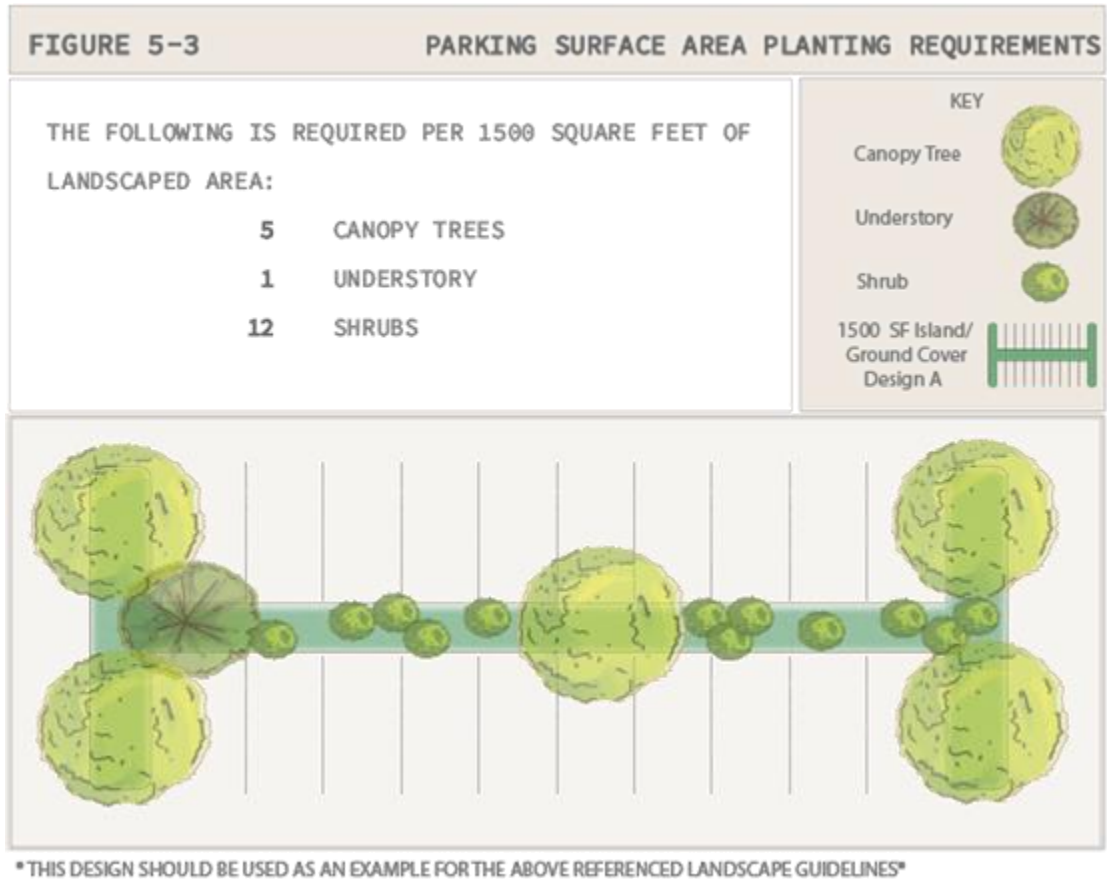 FIGURE 5-3 PARKING SURFACE AREA PLANTING REQUIREMENTS
THE FOLLOWING IS REQUIRED PER 1500 SQUARE FEET OF
LANDSCAPED AREA:
5 CANOPY TREES
1 UNDERSTORY
12 SHRUBS
KEY
Canopy Tree
Understory
Shrub
1500 SF Island/
Ground Cover
Design A
*THIS DESIGN SHOULD BE USED AS AN EXAMPLE FOR THE ABOVE REFERENCED LANDSCAPE GUIDELINES*